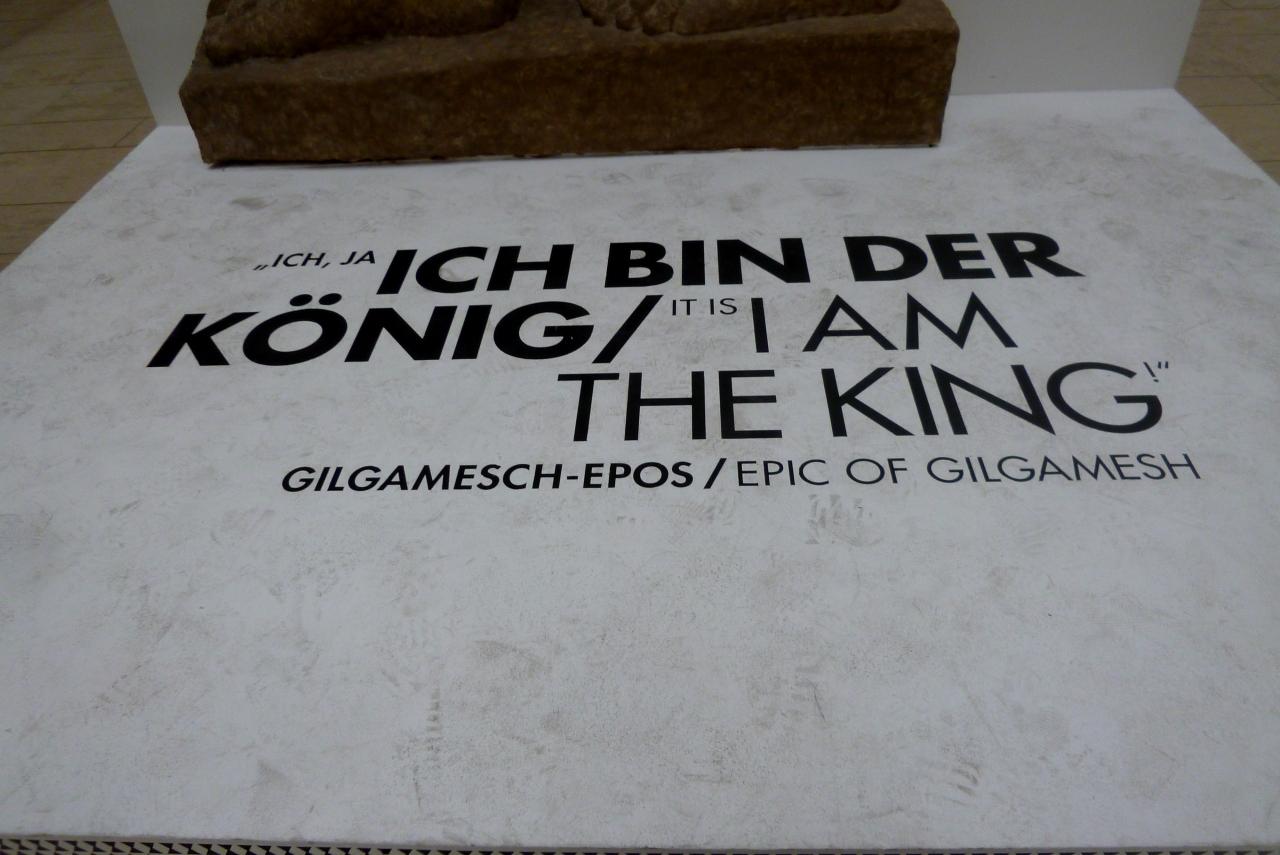 „ICH, JA ICH BIN DER
KÖNIG/ IT IS I AM
THE KING!“
GILGAMESCH-EPOS / EPIC OF GILGAMESH